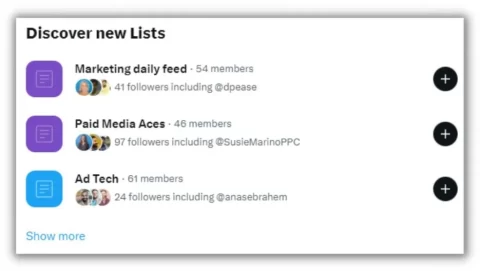 Discover new Lists
Marketing daily feed · 54 members
41 followers including @dpease
Paid Media Aces · 46 members
97 followers including @SusieMarinoPPC
Ad Tech · 61 members
24 followers including @anasebrahem
Show more